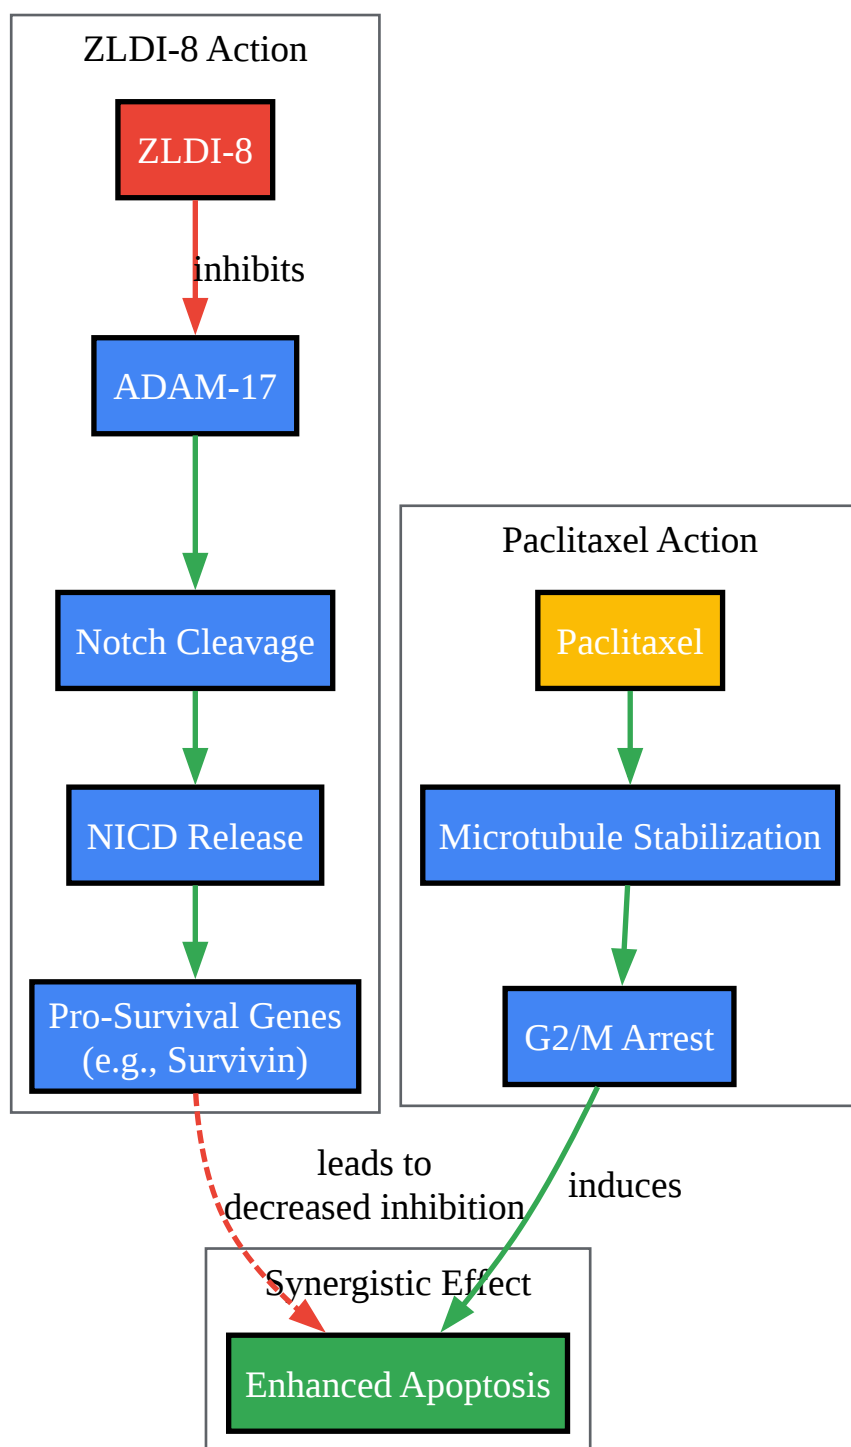 ZLDI-8 Action
ZLDI-8
inhibits
ADAM-17
Notch Cleavage
NICD Release
Pro-Survival Genes
(e.g., Survivin)
Paclitaxel Action
Paclitaxel
Microtubule Stabilization
G2/M Arrest
leads to
decreased inhibition
induces
Synergistic Effect
Enhanced Apoptosis